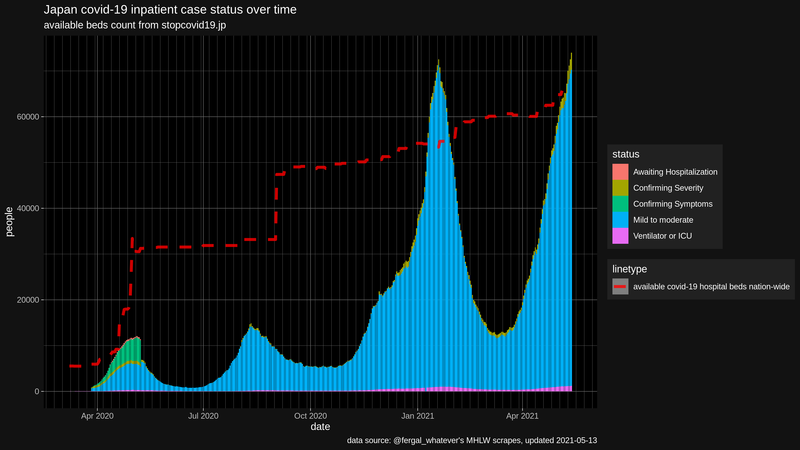 Japan covid-19 inpatient case status over time
available beds count from stopcovid19.jp
people
60000
40000
20000
0
Apr 2020
Jul 2020
Oct 2020
Jan 2021
Apr 2021
date
status
Awaiting Hospitalization
Confirming Severity
Confirming Symptoms
Mild to moderate
Ventilator or ICU
linetype
available covid-19 hospital beds nation-wide
data source: @fergal_whatever's MHLW scrapes, updated 2021-05-13